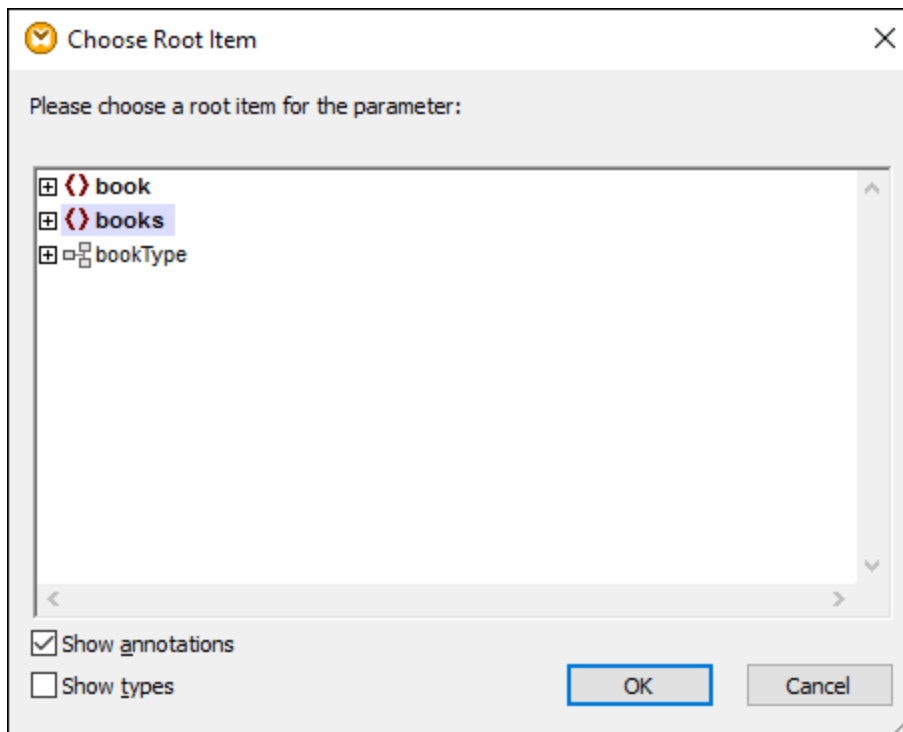 Choose Root Item
Please choose a root item for the parameter:
book
books
bookType
Show annotations
Show types
OK
Cancel